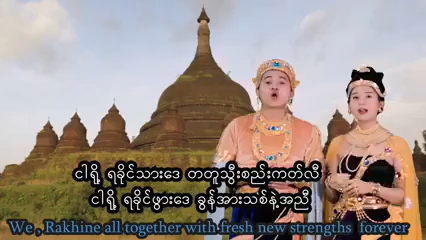 ငါရို့ ရခိုင်သားဒေ တတူသွီးစည်းကတ်လီ
ငါရို့ ရခိုင်ဖွားဒေ ခွန်အားသစ်နဲ့အညီ
We , Rakhine all together with fresh new strengths forever